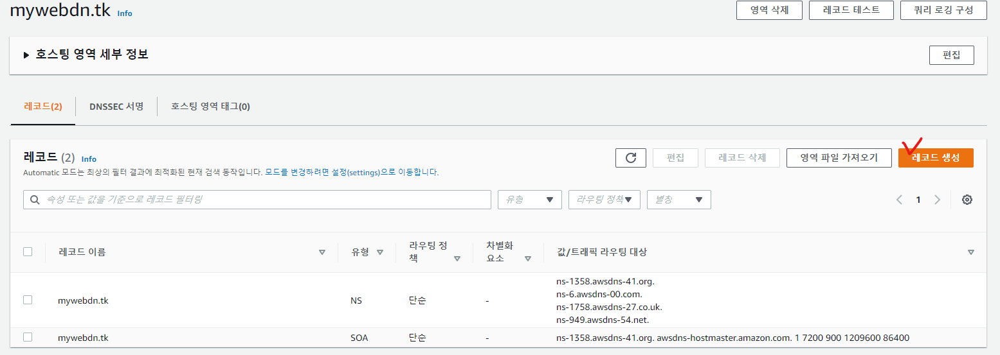 mywebdn.tk Info
영역 삭제
레코드 테스트
쿼리 로깅 구성
호스팅 영역 세부 정보
편집
레코드(2)
DNSSEC 서명
호스팅 영역 태그(0)
레코드 (2) Info
편집
레코드 삭제
영역 파일 가져오기
레코드 생성
Automatic 모드는 최상의 필터 결과에 최적화된 현재 검색 동작입니다. 모드를 변경하려면 설정(settings)으로 이동합니다.
속성 또는 값을 기준으로 레코드 필터링
유형
라우팅 정책
별칭
1
레코드 이름
유형
라우팅 정
책
차별화
요소
값/트래픽 라우팅 대상
mywebdn.tk
NS
단순
-
ns-1358.awsdns-41.org.
ns-6.awsdns-00.com.
ns-1758.awsdns-27.co.uk.
ns-949.awsdns-54.net.
mywebdn.tk
SOA
단순
-
ns-1358.awsdns-41.org. awsdns-hostmaster.amazon.com. 1 7200 900 1209600 86400